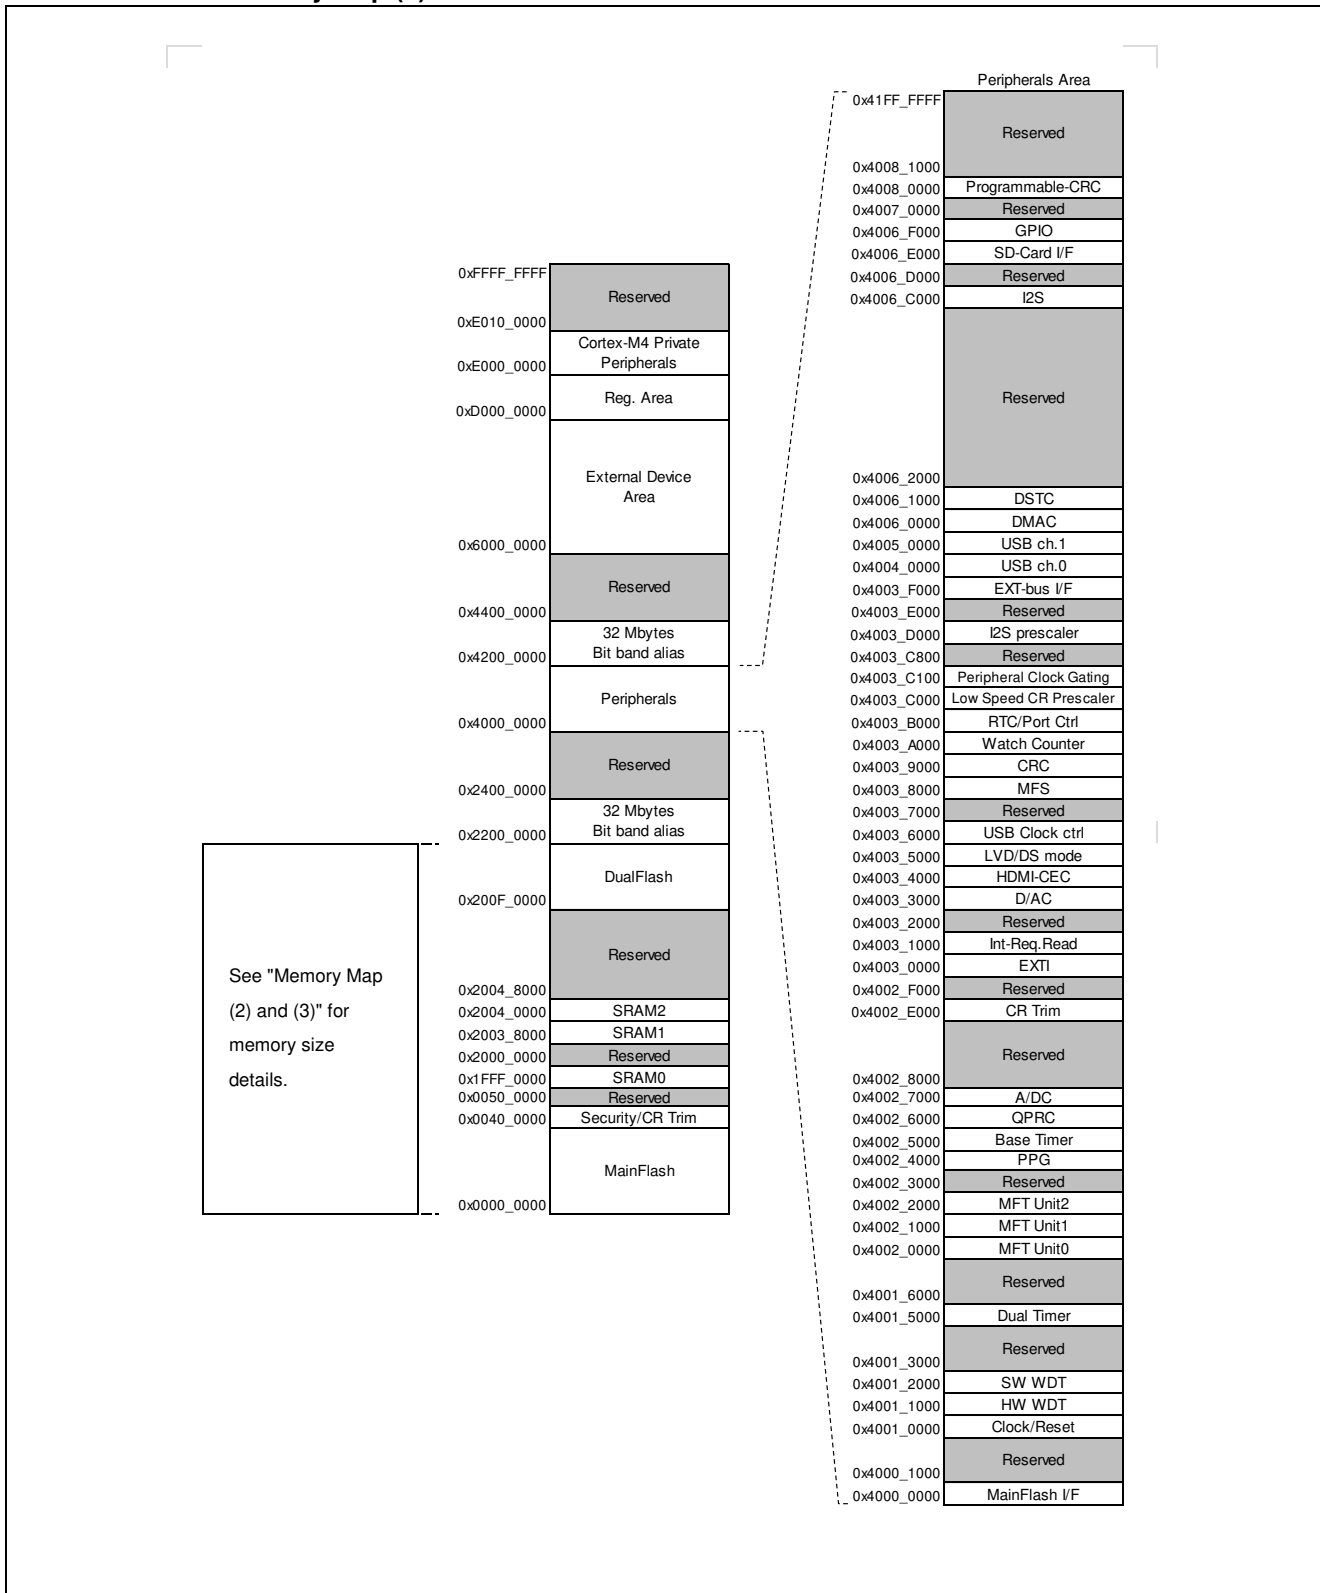 Peripherals Area
0x41FF_FFFF
Reserved
0x4008_1000
0x4008_0000 Programmable-CRC
0x4007_0000 Reserved
0x4006_F000 GPIO
0x4006_E000 SD-Card I/F
0x4006_D000 Reserved
0x4006_C000 I2S
Reserved
0x4006_2000
0x4006_1000 DSTC
0x4006_0000 DMAC
0x4005_0000 USB ch.1
0x4004_0000 USB ch.0
0x4003_F000 EXT-bus I/F
0x4003_E000 Reserved
0x4003_D000 I2S prescaler
0x4003_C800 Reserved
0x4003_C100 Peripheral Clock Gating
0x4003_C000 Low Speed CR Prescaler
0x4003_B000 RTC/Port Ctrl
0x4003_A000 Watch Counter
0x4003_9000 CRC
0x4003_8000 MFS
0x4003_7000 Reserved
0x4003_6000 USB Clock ctrl
0x4003_5000 LVD/DS mode
0x4003_4000 HDMI-CEC
0x4003_3000 D/AC
0x4003_2000 Reserved
0x4003_1000 Int-Req.Read
0x4003_0000 EXTI
0x4002_F000 Reserved
0x4002_E000 CR Trim
Reserved
0x4002_8000
0x4002_7000 A/DC
0x4002_6000 QPRC
0x4002_5000 Base Timer
0x4002_4000 PPG
0x4002_3000 Reserved
0x4002_2000 MFT Unit2
0x4002_1000 MFT Unit1
0x4002_0000 MFT Unit0
Reserved
0x4001_6000
0x4001_5000 Dual Timer
Reserved
0x4001_3000
0x4001_2000 SW WDT
0x4001_1000 HW WDT
0x4001_0000 Clock/Reset
Reserved
0x4000_1000
0x4000_0000 MainFlash I/F
0xFFFF_FFFF
Reserved
0xE010_0000
Cortex-M4 Private
Peripherals
0xE000_0000
Reg. Area
0xD000_0000
External Device
Area
0x6000_0000
Reserved
0x4400_0000
32 Mbytes
Bit band alias
0x4200_0000
Peripherals
0x4000_0000
Reserved
0x2400_0000
32 Mbytes
Bit band alias
0x2200_0000
DualFlash
0x200F_0000
Reserved
0x2004_8000
0x2004_0000 SRAM2
0x2003_8000 SRAM1
0x2000_0000 Reserved
0x1FFF_0000 SRAM0
0x0050_0000 Reserved
0x0040_0000 Security/CR Trim
MainFlash
0x0000_0000
See "Memory Map
(2) and (3)" for
memory size
details.